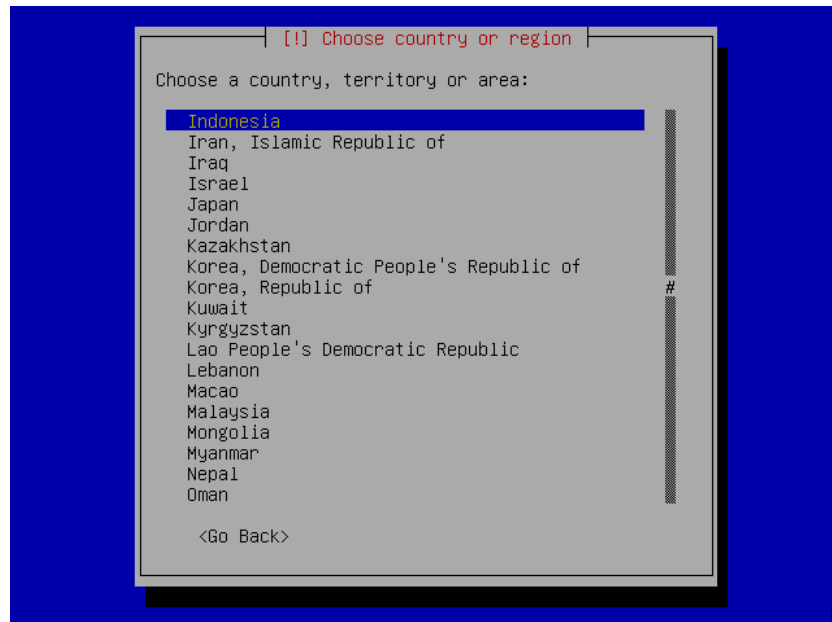 [!] Choose country or region
Choose a country, territory or area:
Indonesia
Iran, Islamic Republic of
Iraq
Israel
Japan
Jordan
Kazakhstan
Korea, Democratic People's Republic of
Korea, Republic of
Kuwait
Kyrgyzstan
Lao People's Democratic Republic
Lebanon
Macao
Malaysia
Mongolia
Myanmar
Nepal
Oman
<Go Back>